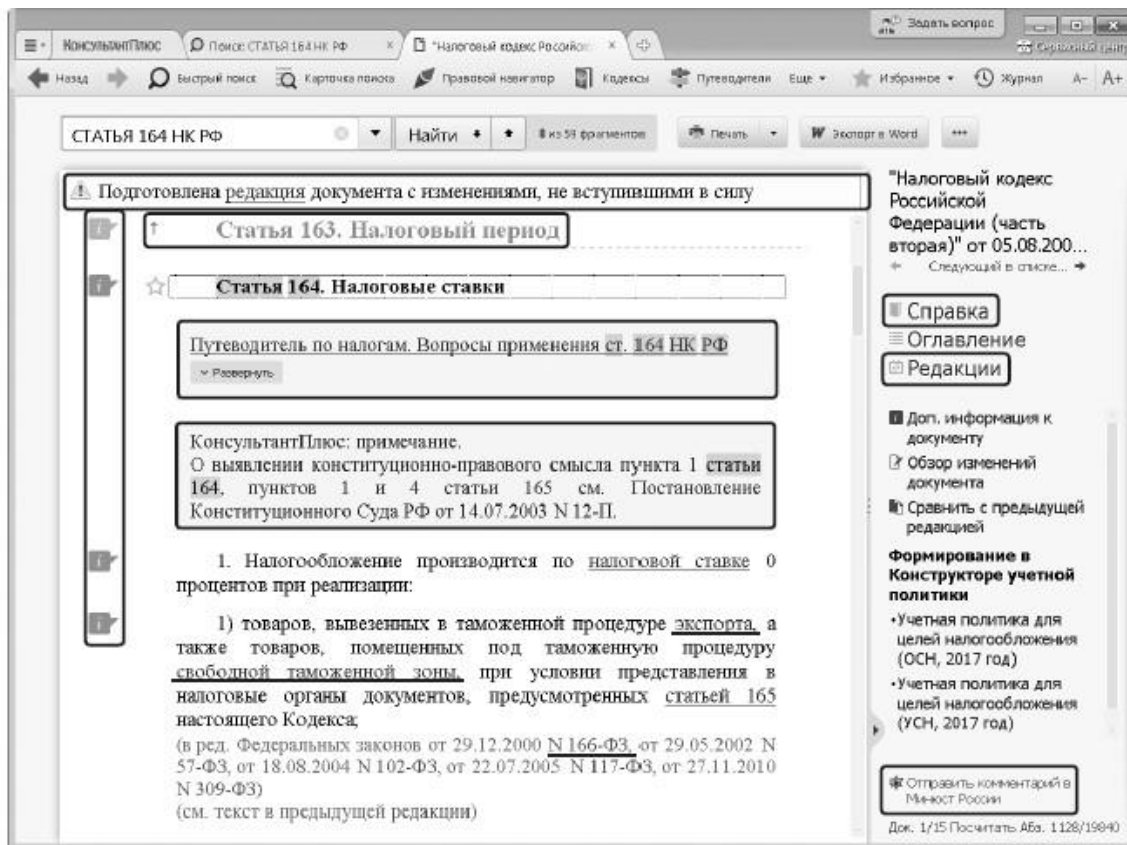 Задать вопрос
КонсультантПлюс
Поиск: СТАТЬЯ 164 НК РФ
"Налоговый кодекс Российс
Сервисный центр
Назад
Быстрый поиск
Карточка поиска
Правовой навигатор
Кодексы
Путеводители
Еще
Избранное
Журнал
А- А+
СТАТЬЯ 164 НК РФ
Найти
8 из 59 фрагментов
Печать
Экспорт в Word
Подготовлена редакция документа с изменениями, не вступившими в силу
Статья 163. Налоговый период
Статья 164. Налоговые ставки
Путеводитель по налогам. Вопросы применения ст. 164 НК РФ
Развернуть
КонсультантПлюс: примечание.
О выявлении конституционно-правового смысла пункта 1 статьи
164, пунктов 1 и 4 статьи 165 см. Постановление
Конституционного Суда РФ от 14.07.2003 N 12-П.
1. Налогообложение производится по налоговой ставке 0
процентов при реализации:
1) товаров, вывезенных в таможенной процедуре экспорта, а
также товаров, помещенных под таможенную процедуру
свободной таможенной зоны, при условии представления в
налоговые органы документов, предусмотренных статьей 165
настоящего Кодекса;
(в ред. Федеральных законов от 29.12.2000 N 166-ФЗ, от 29.05.2002 N
57-ФЗ, от 18.08.2004 N 102-ФЗ, от 22.07.2005 N 117-ФЗ, от 27.11.2010
N 309-ФЗ)
(см. текст в предыдущей редакции)
"Налоговый кодекс
Российской
Федерации (часть
вторая)" от 05.08.200...
Следующий в списке...
Справка
Оглавление
Редакции
Доп. информация к
документу
Обзор изменений
документа
Сравнить с предыдущей
редакцией
Формирование в
Конструкторе учетной
политики
•Учетная политика для
целей налогообложения
(ОСН, 2017 год)
•Учетная политика для
целей налогообложения
(УСН, 2017 год)
Отправить комментарий в
Минюст России
Док. 1/15 Посчитать Абз. 1128/19840